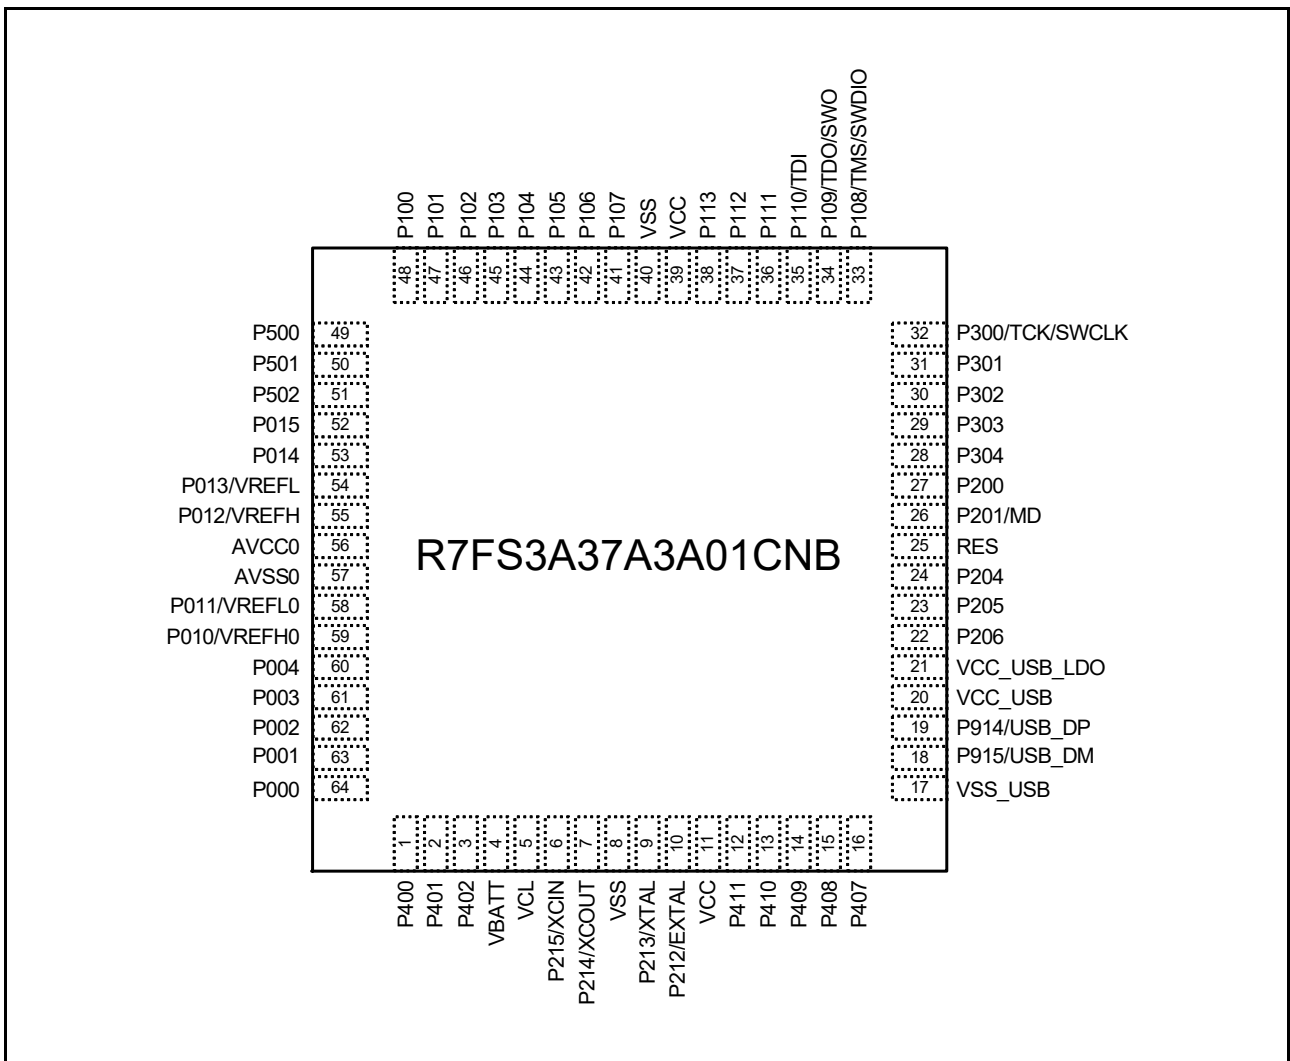 P100
P101
P102
P103
P104
P105
P106
P107
VSS
VCC
P113
P112
P111
P110/TDI
P109/TDO/SWO
P108/TMS/SWDIO
48
47
46
45
44
43
42
41
40
39
38
37
36
35
34
33
P500 49
P501 50
P502 51
P015 52
P014 53
P013/VREFL 54
P012/VREFH 55
AVCC0 56
AVSS0 57
P011/VREFL0 58
P010/VREFH0 59
P004 60
P003 61
P002 62
P001 63
P000 64
R7FS3A37A3A01CNB
32 P300/TCK/SWCLK
31 P301
30 P302
29 P303
28 P304
27 P200
26 P201/MD
25 RES
24 P204
23 P205
22 P206
21 VCC_USB_LDO
20 VCC_USB
19 P914/USB_DP
18 P915/USB_DM
17 VSS_USB
1
2
3
4
5
6
7
8
9
10
11
12
13
14
15
16
P400
P401
P402
VBATT
VCL
P215/XCIN
P214/XCOUT
VSS
P213/XTAL
P212/EXTAL
VCC
P411
P410
P409
P408
P407